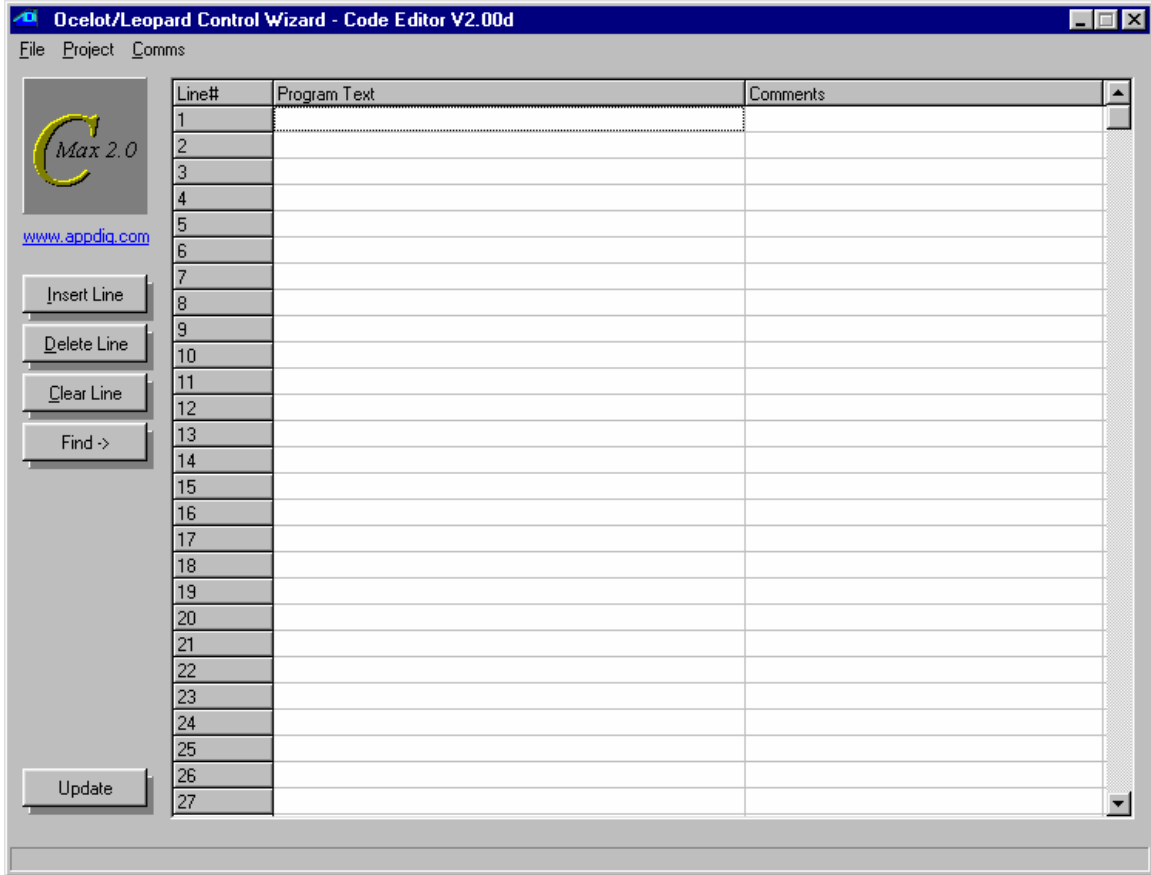 Ocelot/Leopard Control Wizard - Code Editor V2.00d
File Project Comms
C Max 2.0
www.appdig.com
Insert Line
Delete Line
Clear Line
Find ->
Update
Line# Program Text Comments
1
2
3
4
5
6
7
8
9
10
11
12
13
14
15
16
17
18
19
20
21
22
23
24
25
26
27